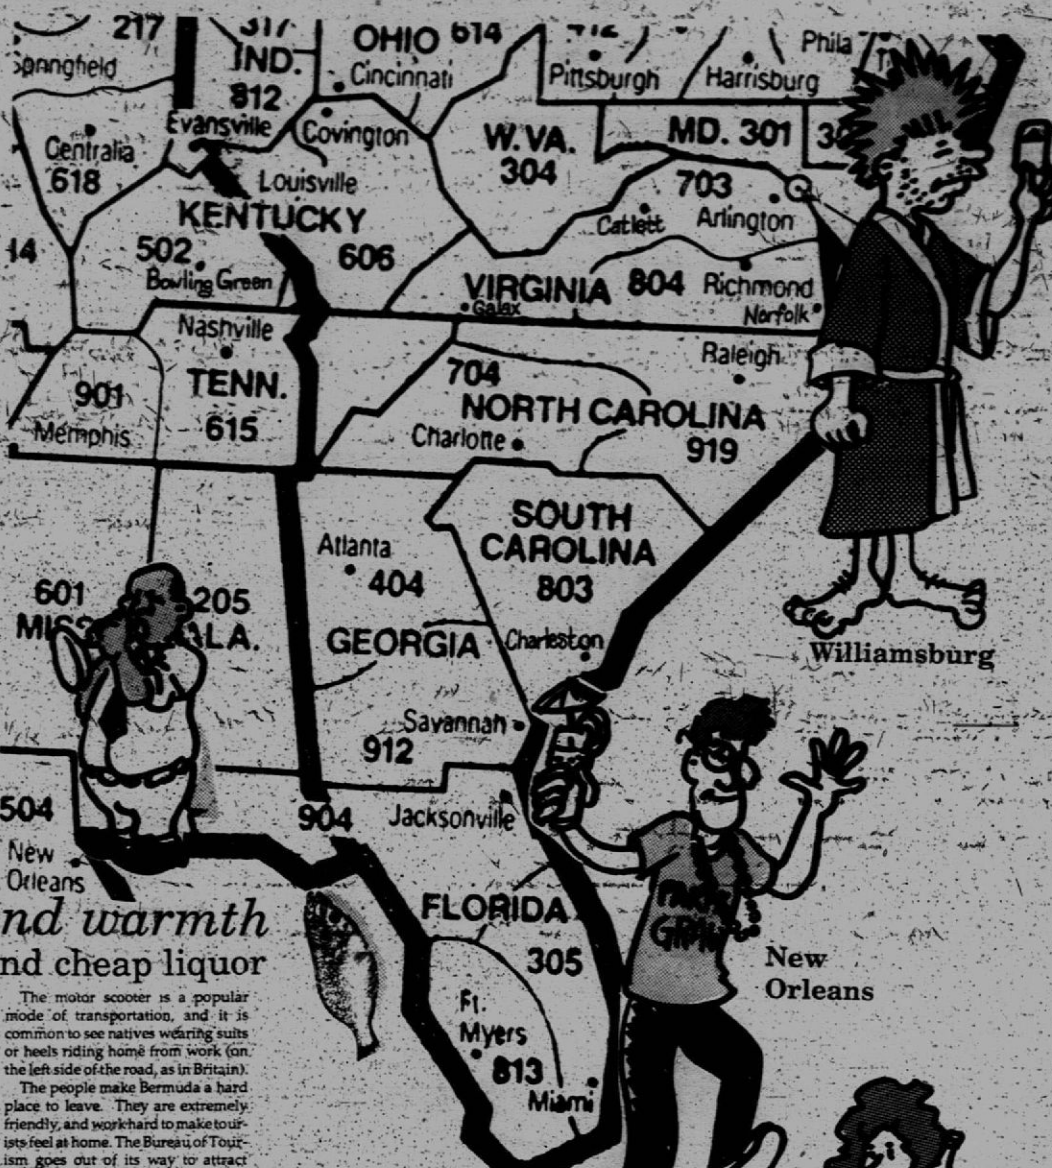 217
317
IND.
812
OHIO 614
Cincinnati
412
Pittsburgh
Harrisburg
Phila
Springfield
Evansville
Covington
W.VA.
304
MD. 301
Centralia
618
Louisville
703
KENTUCKY
Catlett
Arlington
14
502
606
Bowling Green
VIRGINIA 804
Richmond
Galax
Norfolk
Nashville
Raleigh
901
TENN.
704
NORTH CAROLINA
Memphis
615
Charlotte
919
SOUTH
CAROLINA
803
Atlanta
404
601
205
MISS
ALA.
GEORGIA
Charleston
Williamsburg
Savannah
912
504
904
Jacksonville
New
Orleans
FLORIDA
305
New
Orleans
Ft.
Myers
813
Miami
nd warmth
nd cheap liquor
The motor scooter is a popular
mode of transportation, and it is
common to see natives wearing suits
or heels riding home from work (on
the left side of the road, as in Britain).
The people make Bermuda a hard
place to leave. They are extremely
friendly, and work hard to make tour-
ists feel at home. The Bureau of Tour-
ism goes out of its way to attract